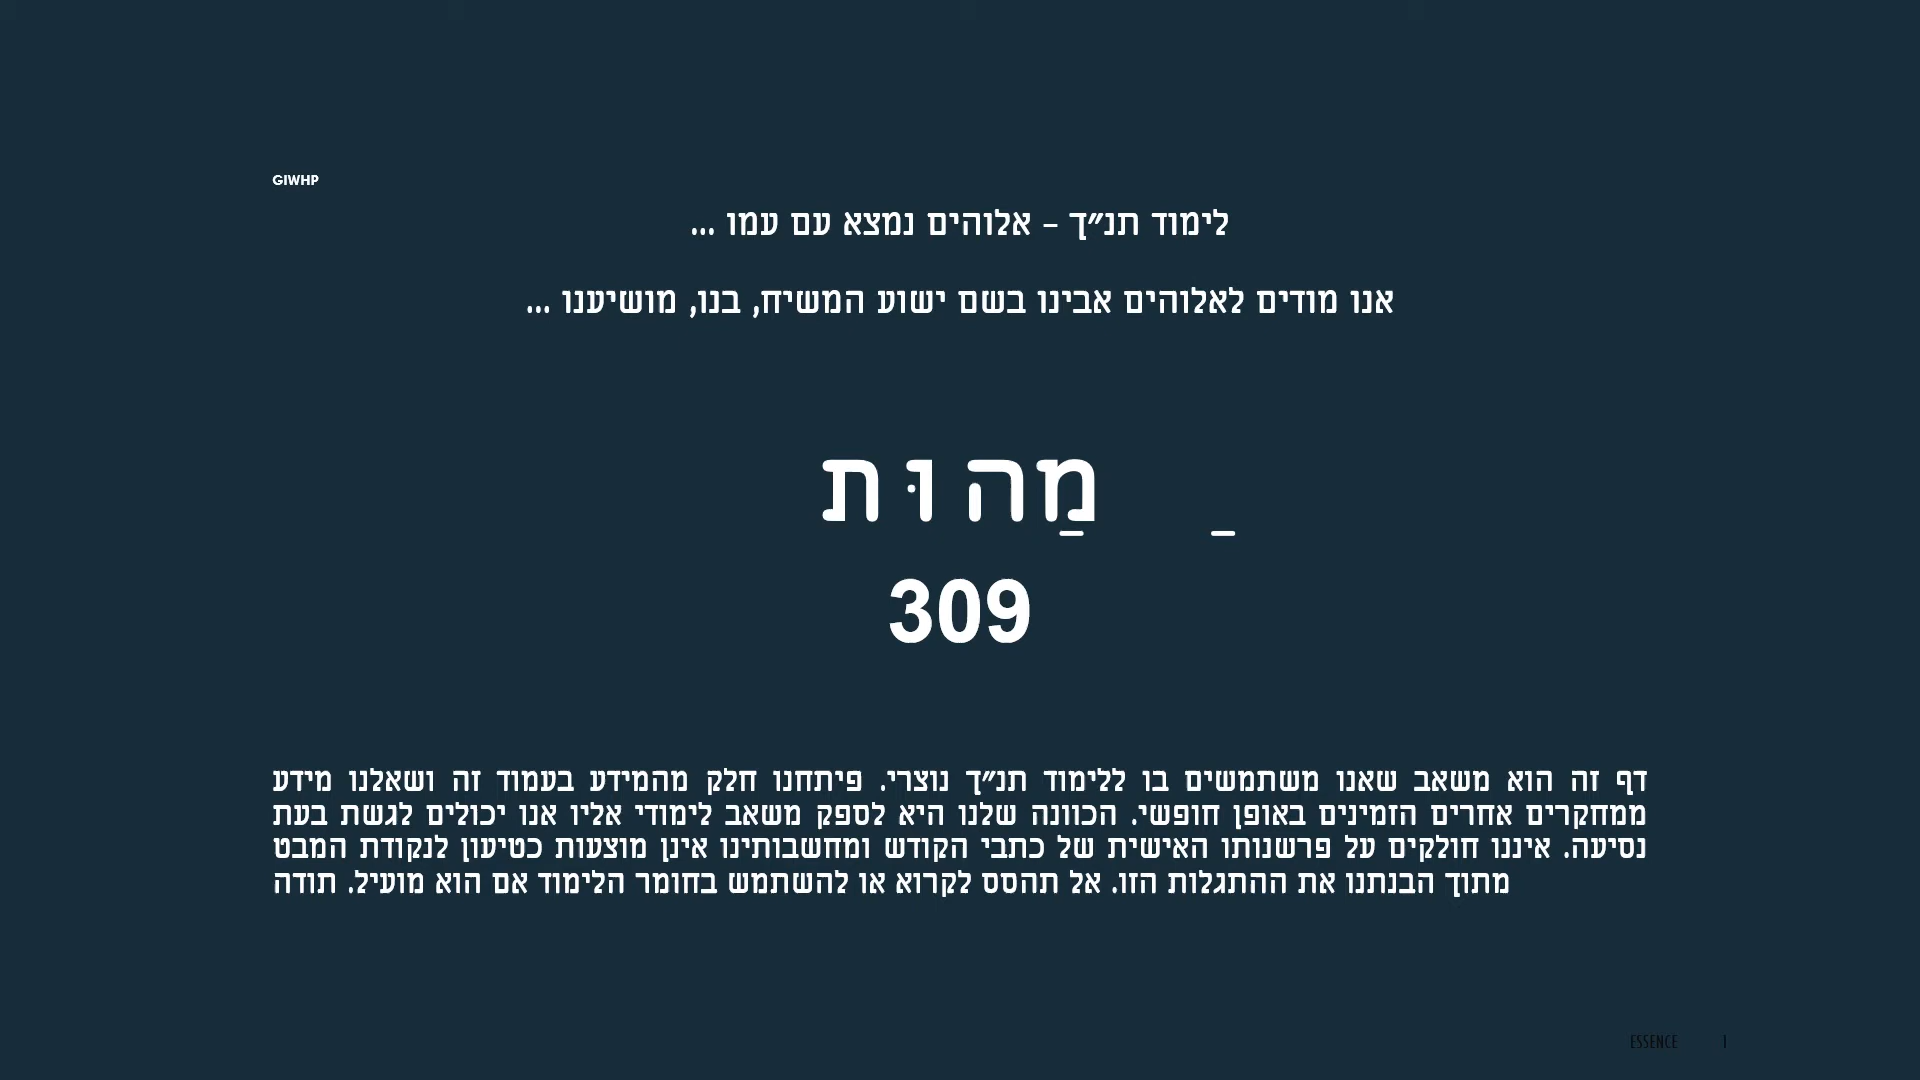 GIWHP
לימוד תנ״ך – אלוהים נמצא עם עמו ...
אנו מודים לאלוהים אבינו בשם ישוע המשיח, בנו, מושיענו ...
מַהוּת ַ
309
דף זה הוא משאב שאנו משתמשים בו ללימוד תנ״ך נוצרי. פיתחנו חלק מהמידע בעמוד זה ושאלנו מידע
ממחקרים אחרים הזמינים באופן חופשי. הכוונה שלנו היא לספק משאב לימודי אליו אנו יכולים לגשת בעת
נסיעה. איננו חולקים על פרשנותו האישית של כתבי הקודש ומחשבותינו אינן מוצעות כטיעון לנקודת המבט
מתוך הבנתנו את ההתגלות הזו. אל תהסס לקרוא או להשתמש בחומר הלימוד אם הוא מועיל. תודה
ESSENCE 1